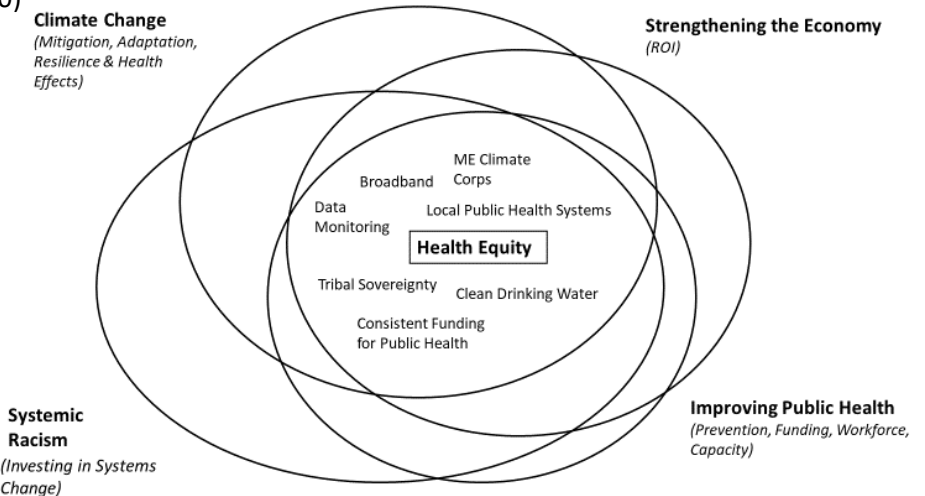 Climate Change
(Mitigation, Adaptation,
Resilience & Health
Effects)
Strengthening the Economy
(ROI)
ME Climate
Corps
Broadband
Data
Monitoring
Local Public Health Systems
Health Equity
Tribal Sovereignty
Clean Drinking Water
Consistent Funding
for Public Health
Systemic
Racism
(Investing in Systems
Change)
Improving Public Health
(Prevention, Funding, Workforce,
Capacity)